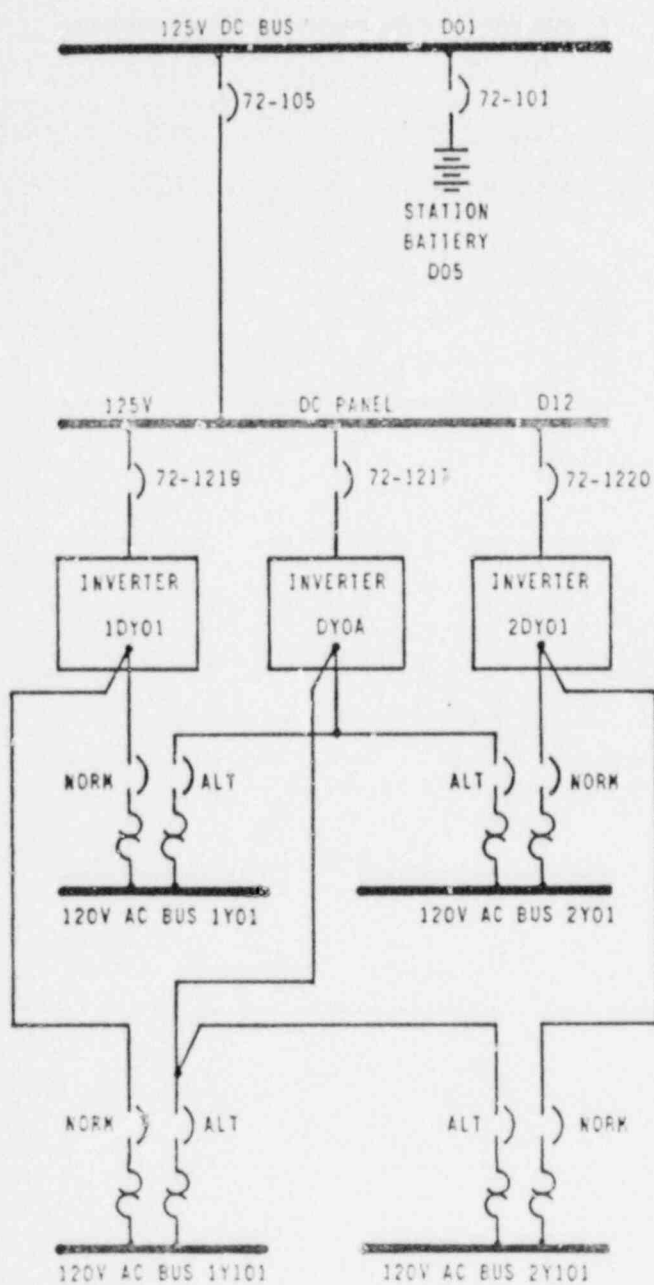 125V DC BUS D01
72-105 72-101
STATION
BATTERY
D05
125V DC PANEL D12
72-1219 72-1217 72-1220
INVERTER INVERTER INVERTER
1DY01 DY0A 2DY01
NORM ALT ALT NORM
120V AC BUS 1Y01 120V AC BUS 2Y01
NORM ALT ALT NORM
120V AC BUS 1Y101 120V AC BUS 2Y101